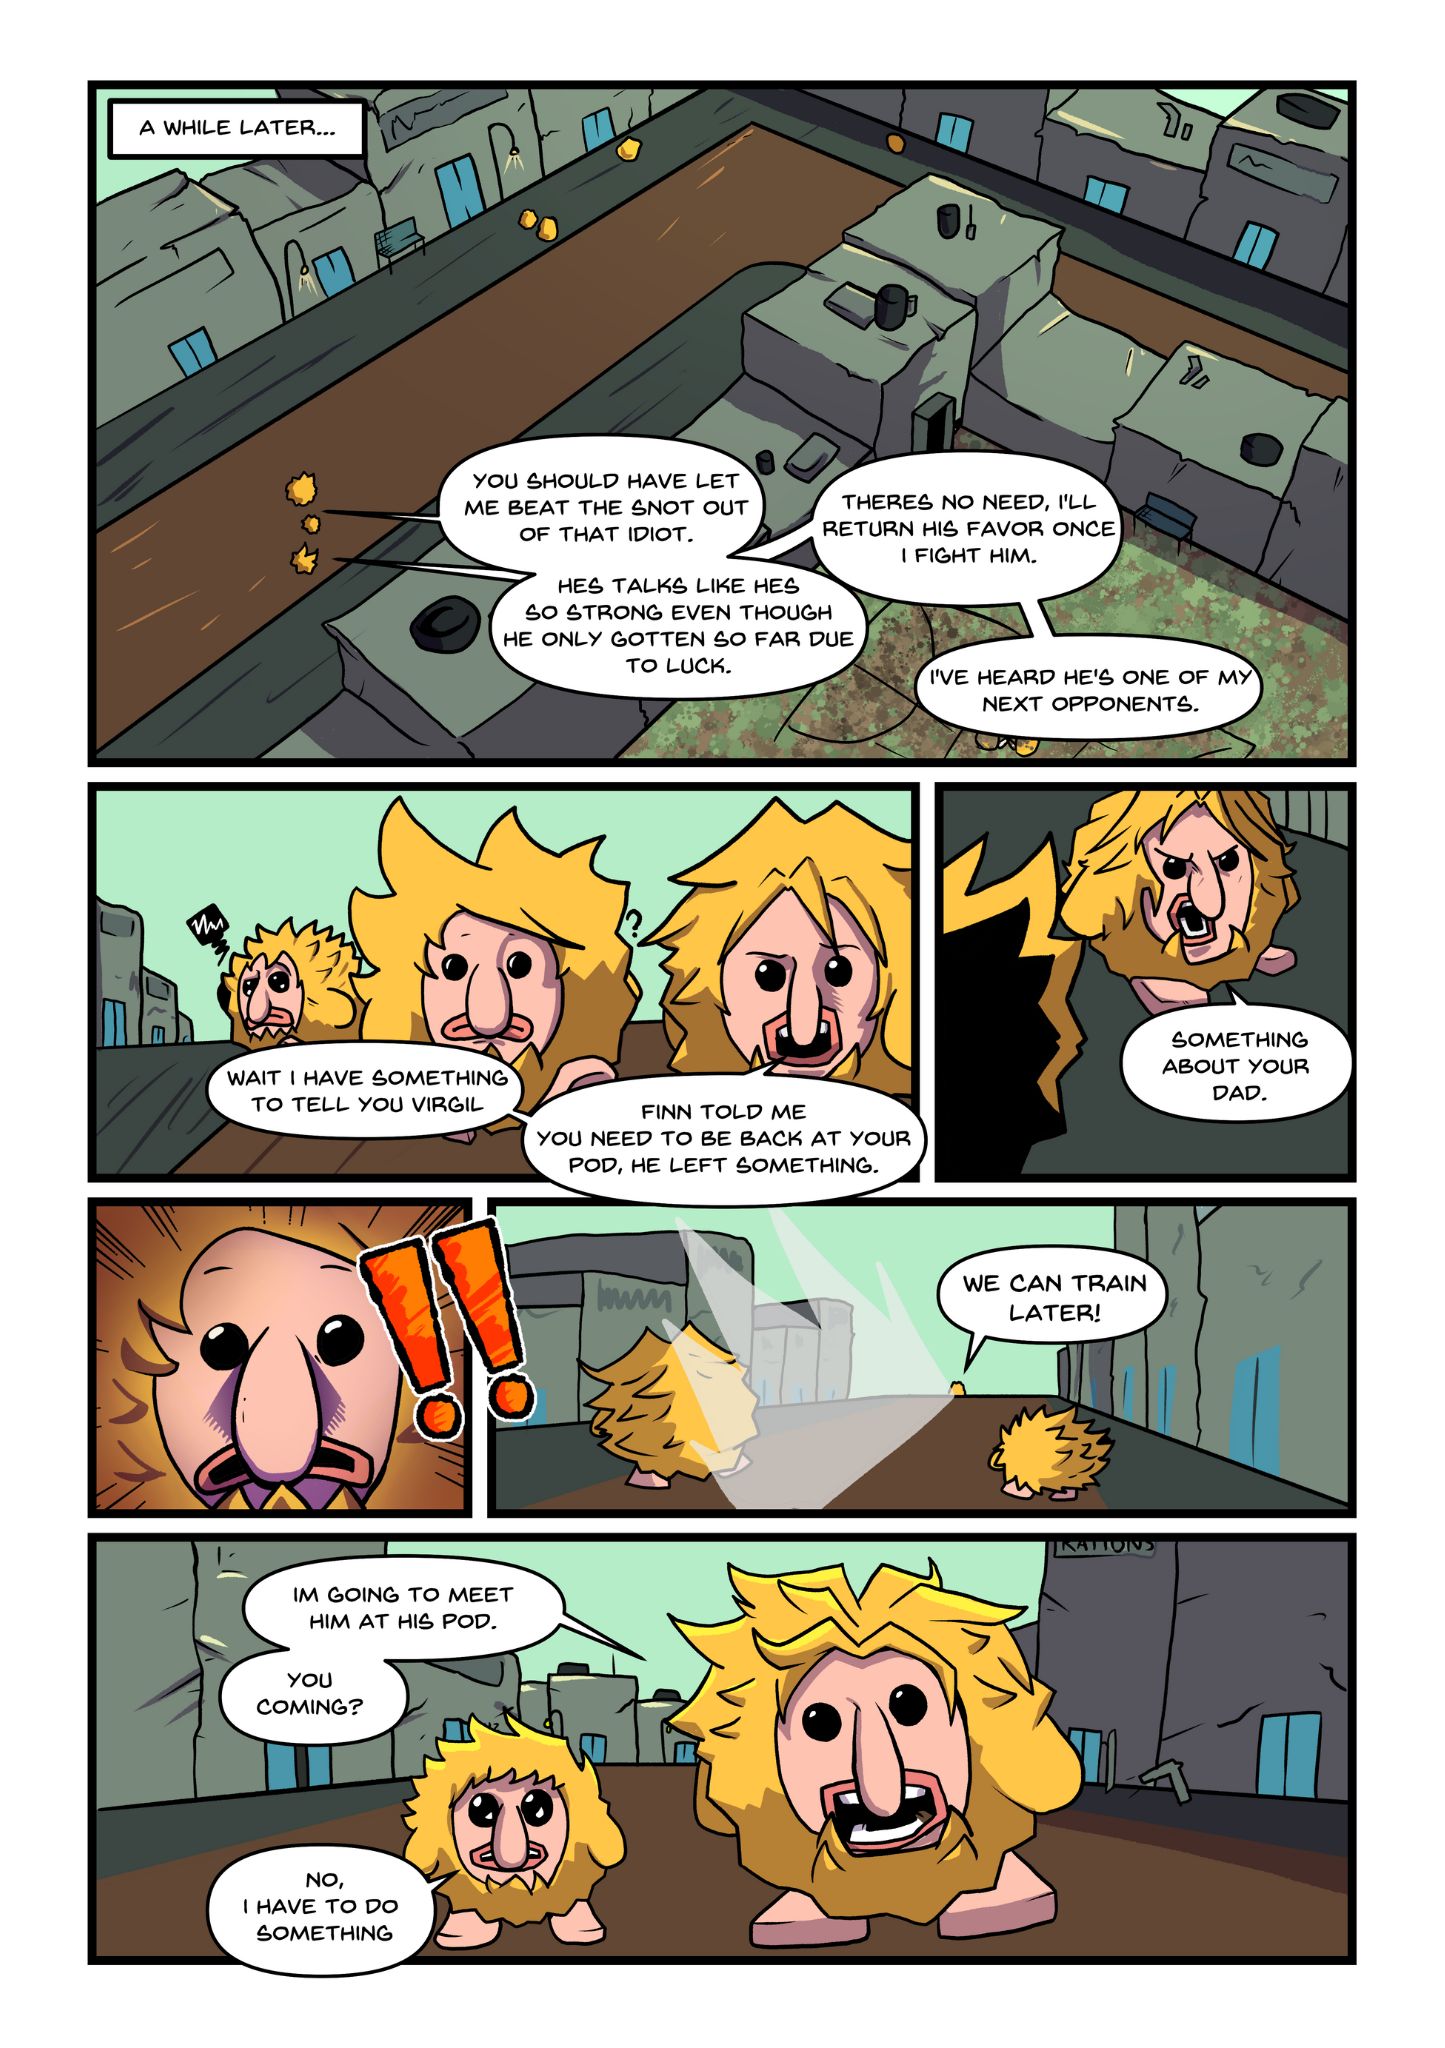 A WHILE LATER...
YOU SHOULD HAVE LET
ME BEAT THE SNOT OUT
OF THAT IDIOT.
HES TALKS LIKE HES
SO STRONG EVEN THOUGH
HE ONLY GOTTEN SO FAR DUE
TO LUCK.
THERES NO NEED, I'LL
RETURN HIS FAVOR ONCE
I FIGHT HIM.
I'VE HEARD HE'S ONE OF MY
NEXT OPPONENTS.
?
WAIT I HAVE SOMETHING
TO TELL YOU VIRGIL
FINN TOLD ME
YOU NEED TO BE BACK AT YOUR
POD, HE LEFT SOMETHING.
SOMETHING
ABOUT YOUR
DAD.
!!
WE CAN TRAIN
LATER!
RATIONS
IM GOING TO MEET
HIM AT HIS POD.
YOU
COMING?
NO,
I HAVE TO DO
SOMETHING